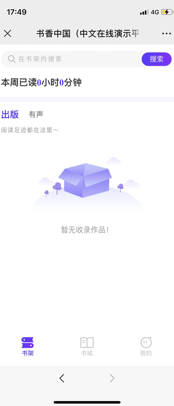 17:49
4G
书香中国（中文在线演示平
在书架内搜索
搜索
本周已读0小时0分钟
出版
有声
阅读足迹都在这里～
暂无收录作品！
书架
书城
我的